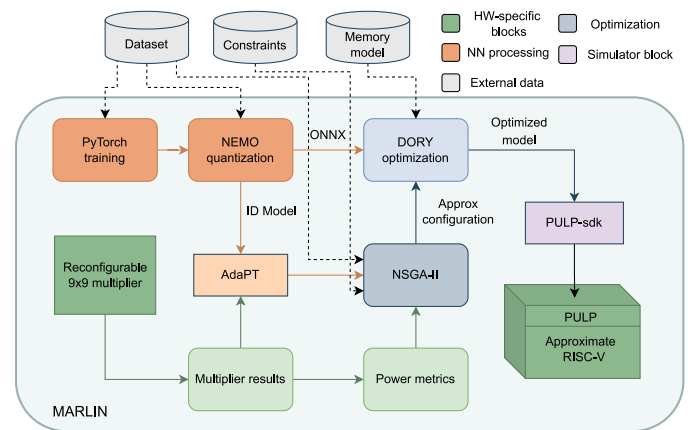 Dataset
Constraints
Memory
model
HW-specific
blocks
Optimization
NN processing
Simulator block
External data
PyTorch
training
NEMO
quantization
ONNX
DORY
optimization
Optimized
model
ID Model
Approx
configuration
PULP-sdk
Reconfigurable
9x9 multiplier
AdaPT
NSGA-II
PULP
Approximate
RISC-V
Multiplier results
Power metrics
MARLIN